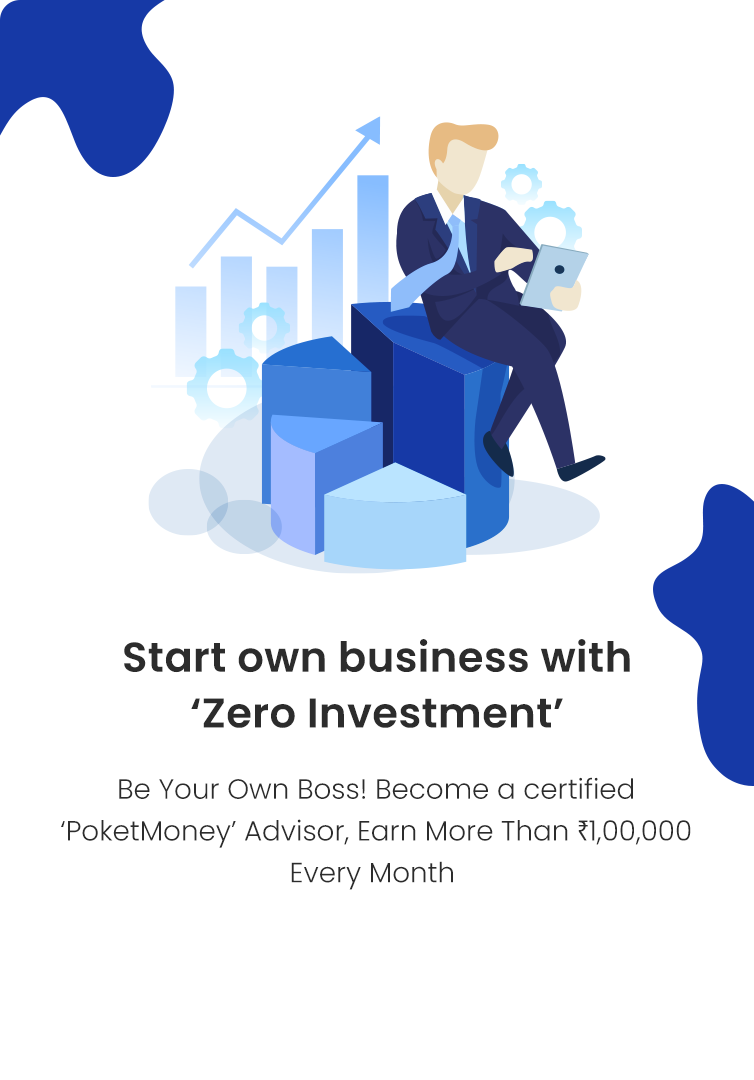 Start own business with
‘Zero Investment’
Be Your Own Boss! Become a certified
‘PoketMoney’ Advisor, Earn More Than ₹1,00,000
Every Month